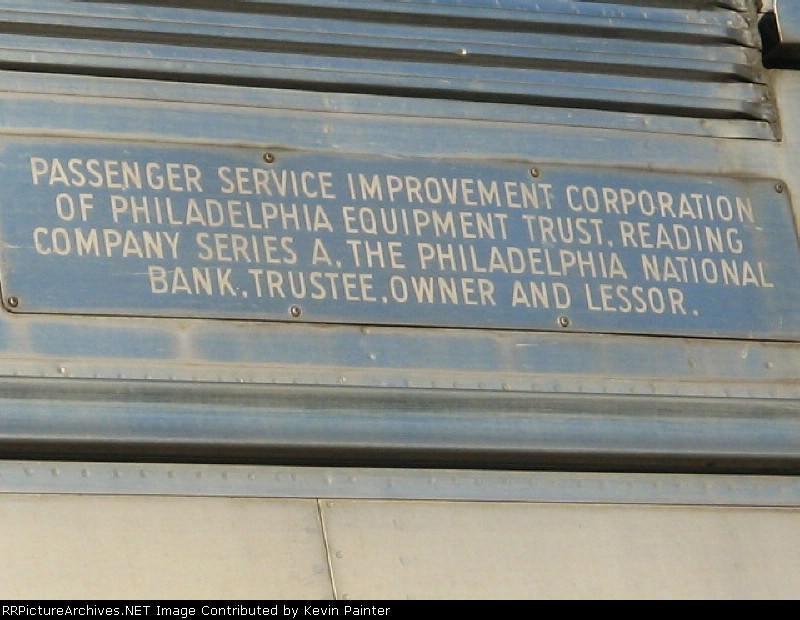 PASSENGER SERVICE IMPROVEMENT CORPORATION
OF PHILADELPHIA EQUIPMENT TRUST, READING
COMPANY SERIES A, THE PHILADELPHIA NATIONAL
BANK, TRUSTEE, OWNER AND LESSOR.
©RRPictureArchives.NET Image Contributed by Kevin Painter